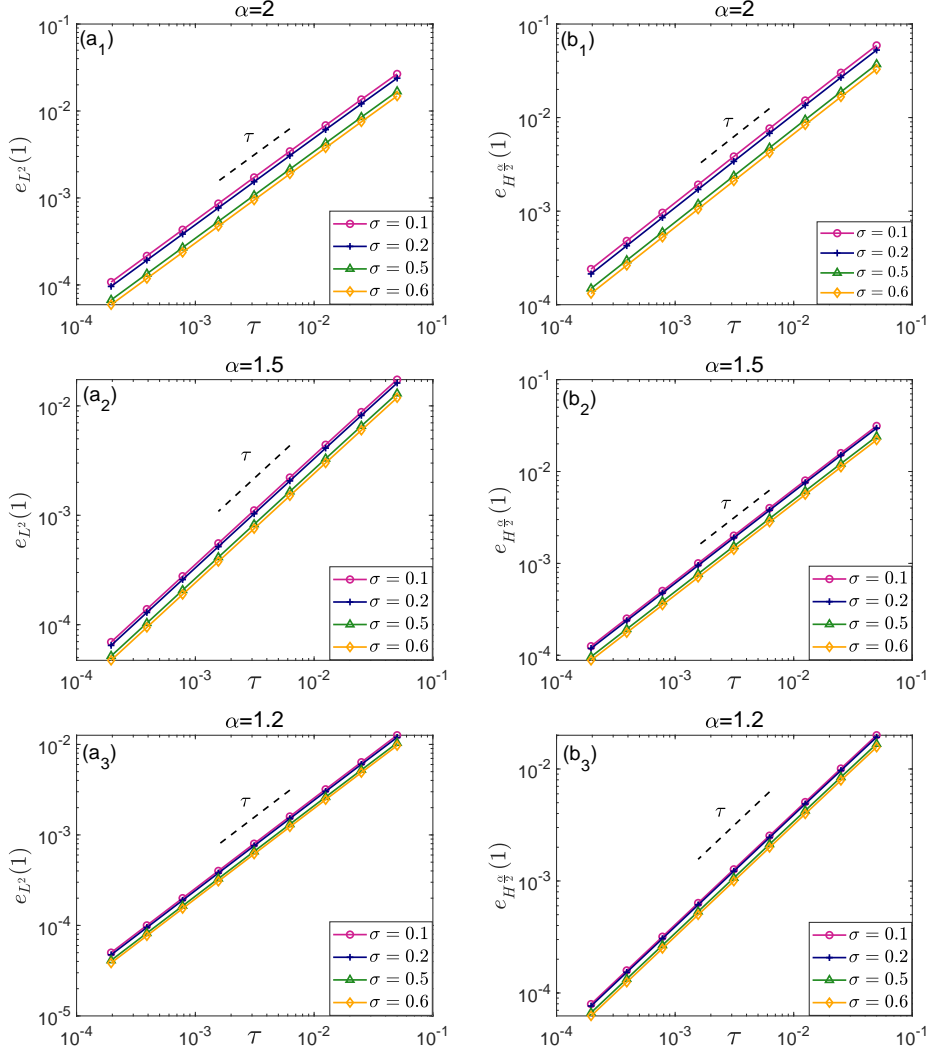 α=2
(a₁)
10⁻¹
10⁻²
10⁻³
10⁻⁴
e_{L²}(1)
τ
σ = 0.1
σ = 0.2
σ = 0.5
σ = 0.6
10⁻⁴ 10⁻³ 10⁻² 10⁻¹
τ
α=2
(b₁)
10⁻¹
10⁻²
10⁻³
10⁻⁴
e_{H^{α/2}}(1)
τ
σ = 0.1
σ = 0.2
σ = 0.5
σ = 0.6
10⁻⁴ 10⁻³ 10⁻² 10⁻¹
τ
α=1.5
(a₂)
10⁻²
10⁻³
10⁻⁴
e_{L²}(1)
τ
σ = 0.1
σ = 0.2
σ = 0.5
σ = 0.6
10⁻⁴ 10⁻³ 10⁻² 10⁻¹
τ
α=1.5
(b₂)
10⁻¹
10⁻²
10⁻³
10⁻⁴
e_{H^{α/2}}(1)
τ
σ = 0.1
σ = 0.2
σ = 0.5
σ = 0.6
10⁻⁴ 10⁻³ 10⁻² 10⁻¹
τ
α=1.2
(a₃)
10⁻²
10⁻³
10⁻⁴
10⁻⁵
e_{L²}(1)
τ
σ = 0.1
σ = 0.2
σ = 0.5
σ = 0.6
10⁻⁴ 10⁻³ 10⁻² 10⁻¹
τ
α=1.2
(b₃)
10⁻²
10⁻³
10⁻⁴
e_{H^{α/2}}(1)
τ
σ = 0.1
σ = 0.2
σ = 0.5
σ = 0.6
10⁻⁴ 10⁻³ 10⁻² 10⁻¹
τ